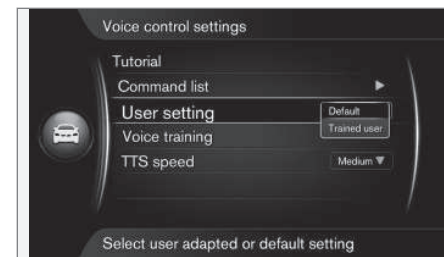 Voice control settings
Tutorial
Command list
User setting
Default
Trained user
Voice training
TTS speed
Medium
Select user adapted or default setting